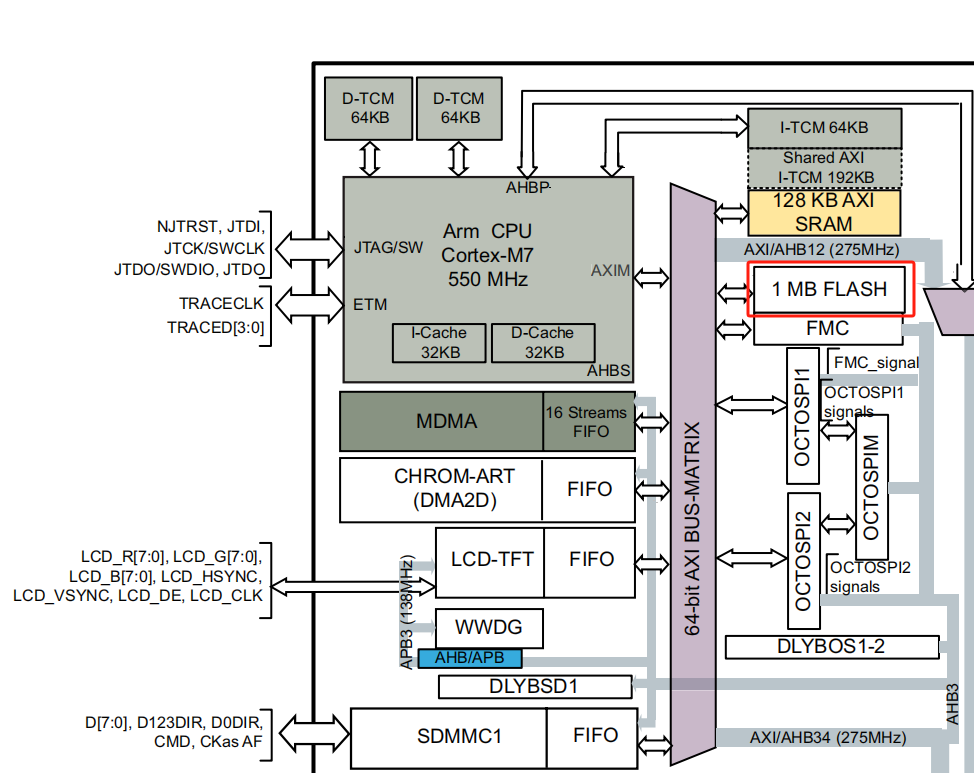 D-TCM
64KB
D-TCM
64KB
I-TCM 64KB
Shared AXI
I-TCM 192KB
128 KB AXI
SRAM
AHBP
Arm CPU
Cortex-M7
550 MHz
JTAG/SW
ETM
AXIM
I-Cache
32KB
D-Cache
32KB
AHBS
NJTRST, JTDI,
JTCK/SWCLK
JTDO/SWDIO, JTDO
TRACECLK
TRACED[3:0]
AXI/AHB12 (275MHz)
1 MB FLASH
FMC
FMC_signal
OCTOSPI1
OCTOSPI1
signals
OCTOSPIM
OCTOSPI2
OCTOSPI2
signals
MDMA
16 Streams
FIFO
CHROM-ART
(DMA2D)
FIFO
64-bit AXI BUS-MATRIX
LCD_R[7:0], LCD_G[7:0],
LCD_B[7:0], LCD_HSYNC,
LCD_VSYNC, LCD_DE, LCD_CLK
LCD-TFT
FIFO
APB3 (138MHz)
WWDG
AHB/APB
DLYBOS1-2
DLYBSD1
AHB3
D[7:0], D123DIR, D0DIR,
CMD, CKas AF
SDMMC1
FIFO
AXI/AHB34 (275MHz)